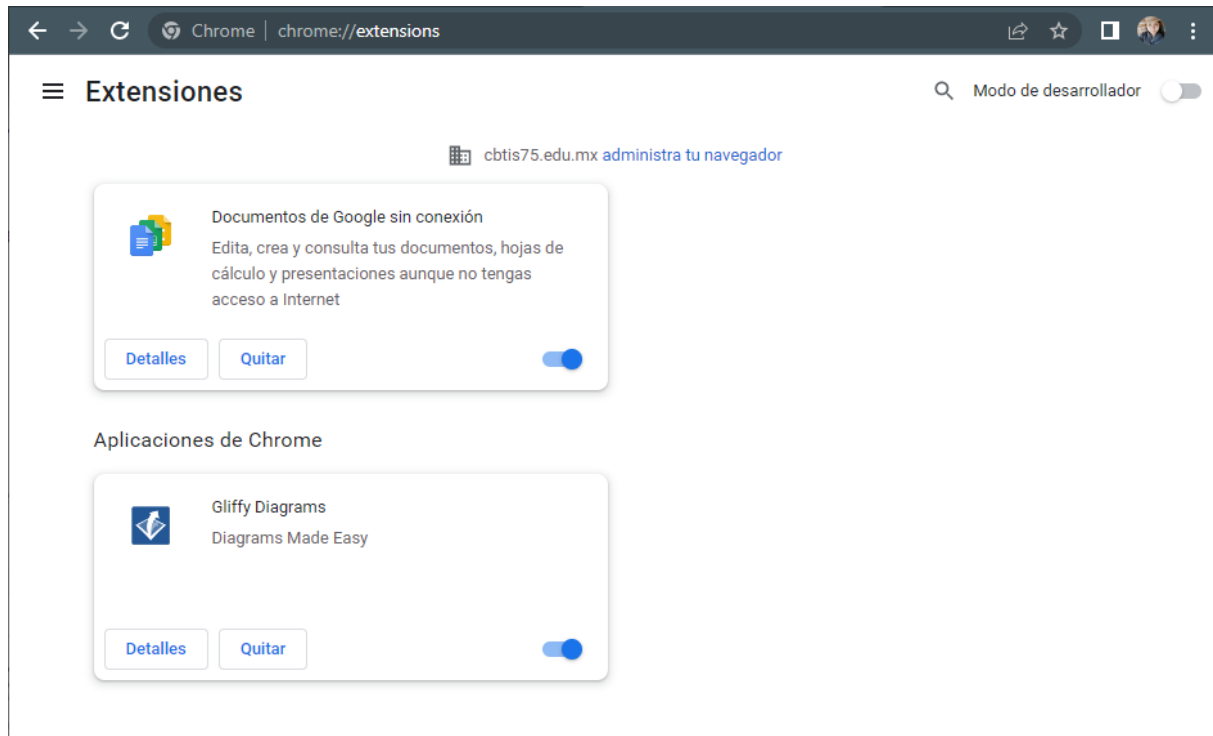 Chrome | chrome://extensions
Extensiones
Modo de desarrollador
cbtis75.edu.mx administra tu navegador
Documentos de Google sin conexión
Edita, crea y consulta tus documentos, hojas de
cálculo y presentaciones aunque no tengas
acceso a Internet
Detalles
Quitar
Aplicaciones de Chrome
Gliffy Diagrams
Diagrams Made Easy
Detalles
Quitar